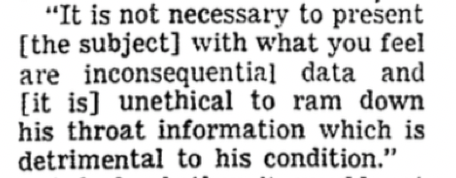 “It is not necessary to present
[the subject] with what you feel
are inconsequential data and
[it is] unethical to ram down
his throat information which is
detrimental to his condition.”